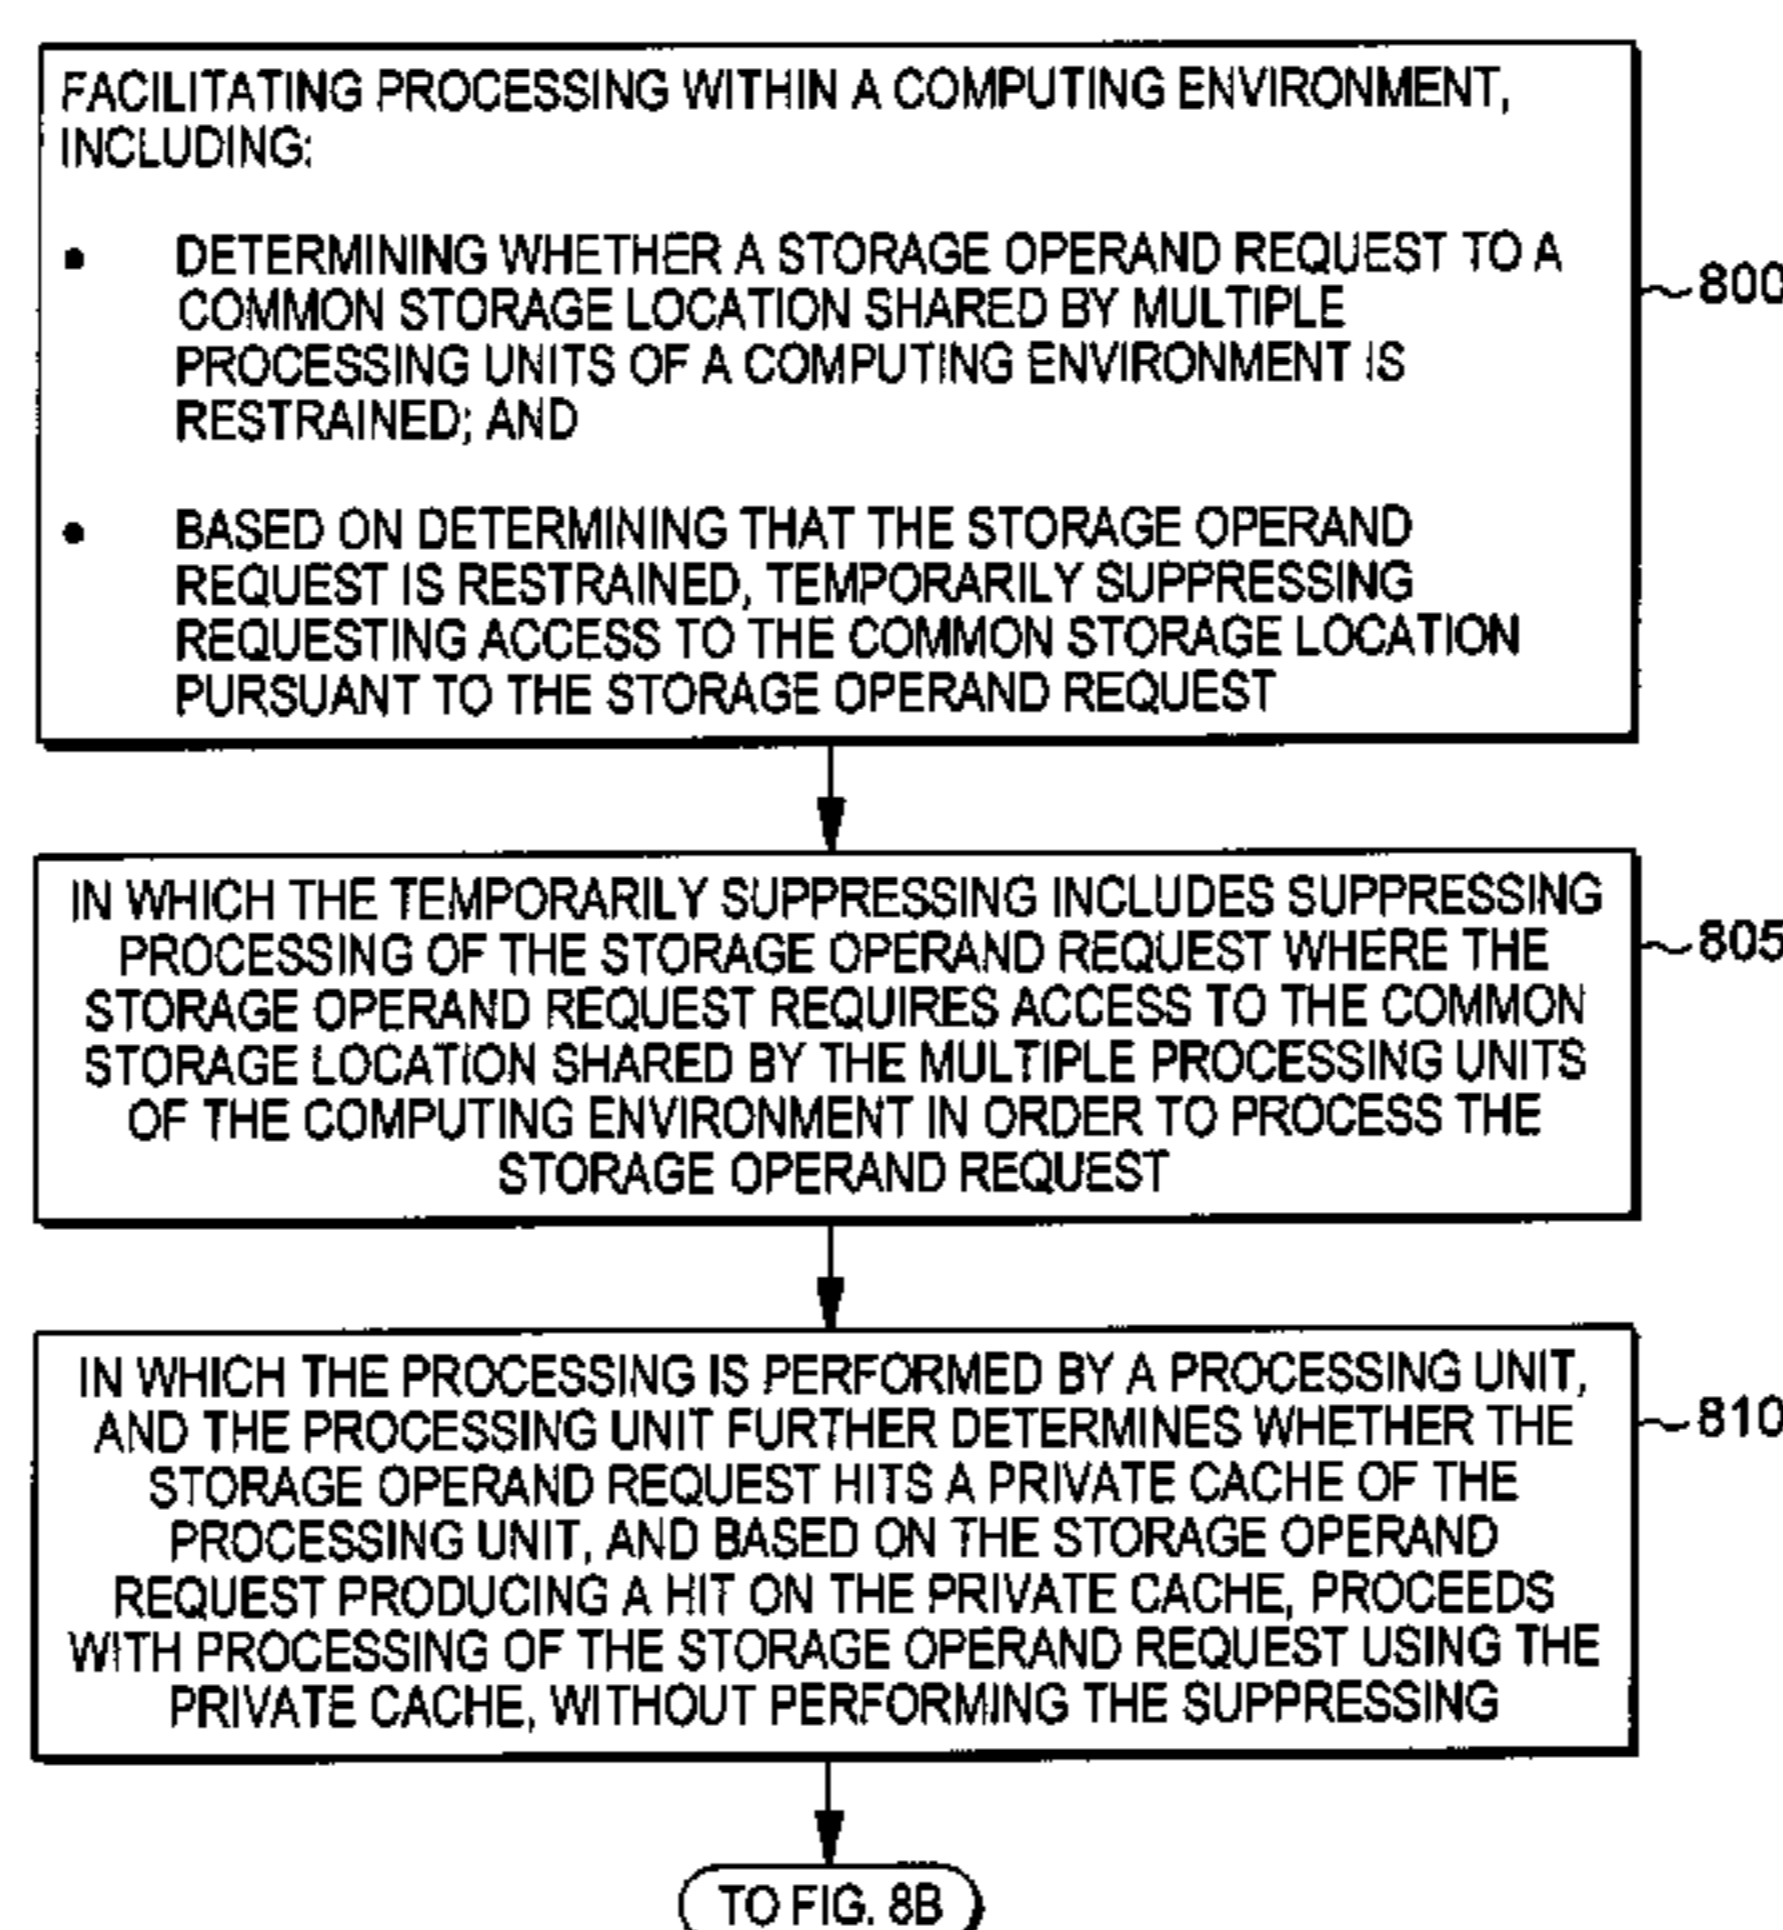 FACILITATING PROCESSING WITHIN A COMPUTING ENVIRONMENT,
INCLUDING:
• DETERMINING WHETHER A STORAGE OPERAND REQUEST TO A
COMMON STORAGE LOCATION SHARED BY MULTIPLE
PROCESSING UNITS OF A COMPUTING ENVIRONMENT IS
RESTRAINED; AND
800
• BASED ON DETERMINING THAT THE STORAGE OPERAND
REQUEST IS RESTRAINED, TEMPORARILY SUPPRESSING
REQUESTING ACCESS TO THE COMMON STORAGE LOCATION
PURSUANT TO THE STORAGE OPERAND REQUEST
IN WHICH THE TEMPORARILY SUPPRESSING INCLUDES SUPPRESSING
PROCESSING OF THE STORAGE OPERAND REQUEST WHERE THE
STORAGE OPERAND REQUEST REQUIRES ACCESS TO THE COMMON
STORAGE LOCATION SHARED BY THE MULTIPLE PROCESSING UNITS
OF THE COMPUTING ENVIRONMENT IN ORDER TO PROCESS THE
STORAGE OPERAND REQUEST
805
IN WHICH THE PROCESSING IS PERFORMED BY A PROCESSING UNIT,
AND THE PROCESSING UNIT FURTHER DETERMINES WHETHER THE
STORAGE OPERAND REQUEST HITS A PRIVATE CACHE OF THE
PROCESSING UNIT, AND BASED ON THE STORAGE OPERAND
REQUEST PRODUCING A HIT ON THE PRIVATE CACHE, PROCEEDS
WITH PROCESSING OF THE STORAGE OPERAND REQUEST USING THE
PRIVATE CACHE, WITHOUT PERFORMING THE SUPPRESSING
810
TO FIG. 8B